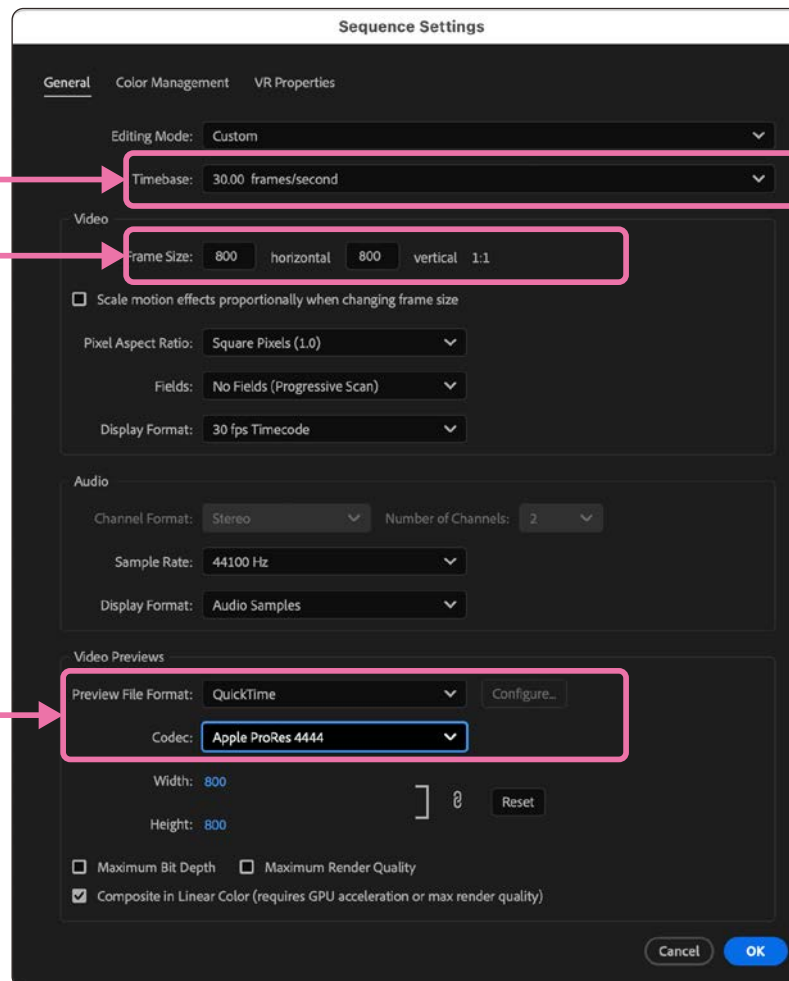 Sequence Settings
General Color Management VR Properties
Editing Mode: Custom
Timebase: 30.00 frames/second
Video
Frame Size: 800 horizontal 800 vertical 1:1
Scale motion effects proportionally when changing frame size
Pixel Aspect Ratio: Square Pixels (1.0)
Fields: No Fields (Progressive Scan)
Display Format: 30 fps Timecode
Audio
Channel Format: Stereo Number of Channels: 2
Sample Rate: 44100 Hz
Display Format: Audio Samples
Video Previews
Preview File Format: QuickTime Configure...
Codec: Apple ProRes 4444
Width: 800
Height: 800
Reset
Maximum Bit Depth Maximum Render Quality
Composite in Linear Color (requires GPU acceleration or max render quality)
Cancel OK